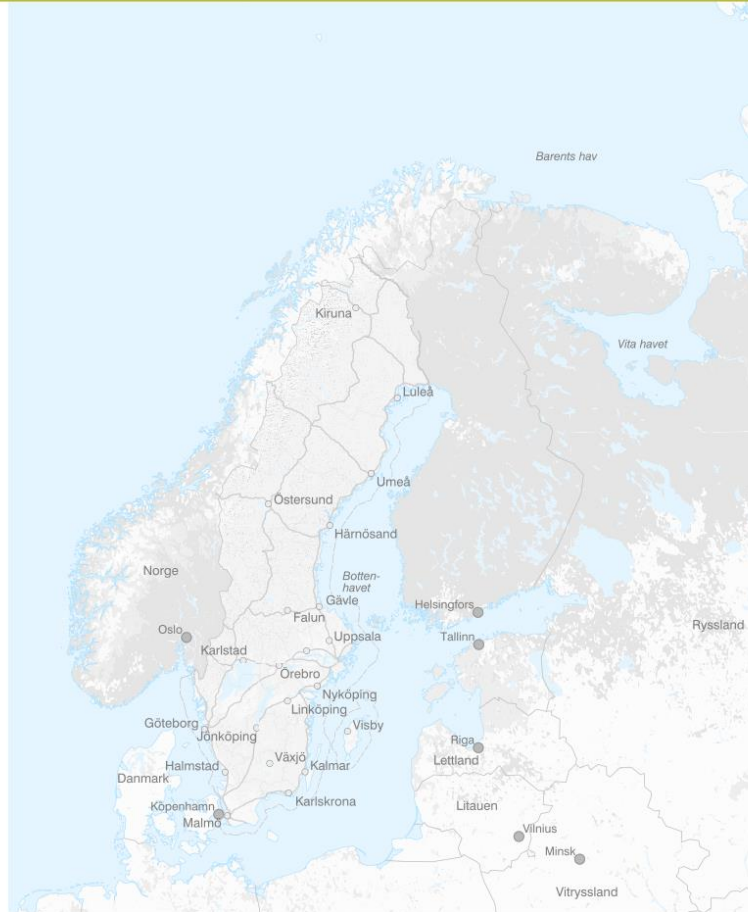 Barents hav
Kiruna
Vita havet
Luleå
Umeå
Östersund
Härnösand
Norge
Botten-
havet
Gävle
Helsingfors
Falun
Ryssland
Oslo
Uppsala
Tallinn
Karlstad
Örebro
Nyköping
Linköping
Göteborg
Visby
Jönköping
Riga
Växjö
Lettland
Halmstad
Kalmar
Danmark
Karlskrona
Litauen
Köpenhamn
Malmö
Vilnius
Minsk
Vitryssland